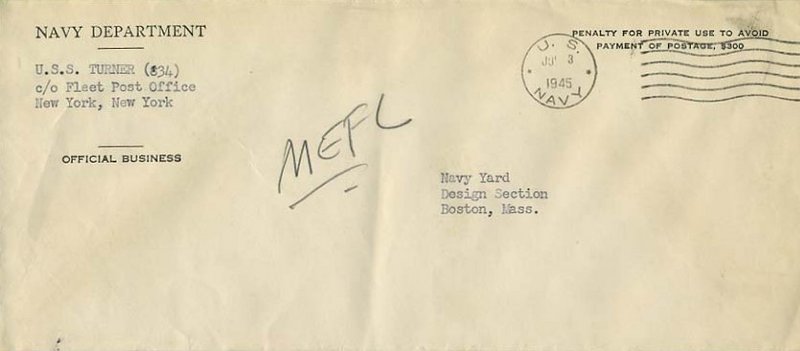 NAVY DEPARTMENT
U.S.S. TURNER (834)
c/o Fleet Post Office
New York, New York
OFFICIAL BUSINESS
PENALTY FOR PRIVATE USE TO AVOID
PAYMENT OF POSTAGE, $300
U. S.
3
1945
NAVY
MEFL
Navy Yard
Design Section
Boston, Mass.